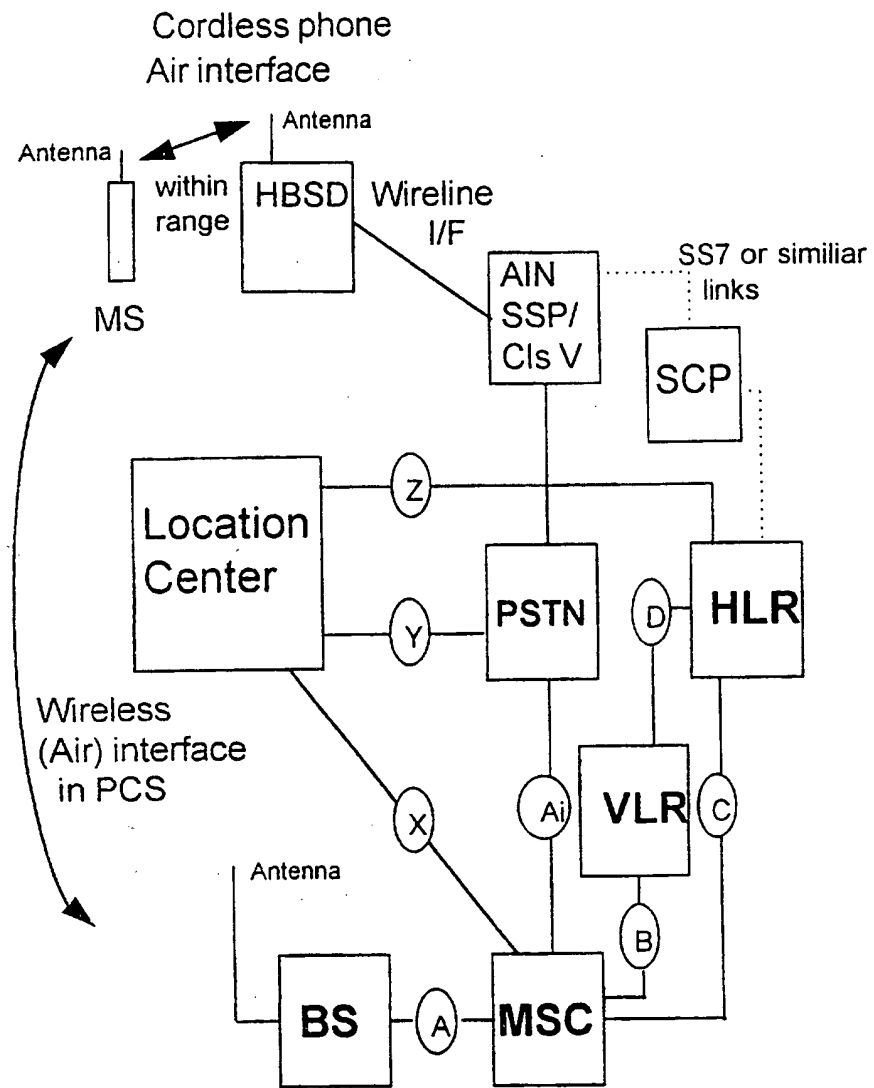 Cordless phone
Air interface
Antenna
Antenna
within
range
HBSD
Wireline
I/F
MS
AIN
SSP/
Cls V
SS7 or similiar
links
SCP
Location
Center
Z
Y
PSTN
D
HLR
Wireless
(Air) interface
in PCS
X
Ai
VLR
C
Antenna
B
BS
A
MSC